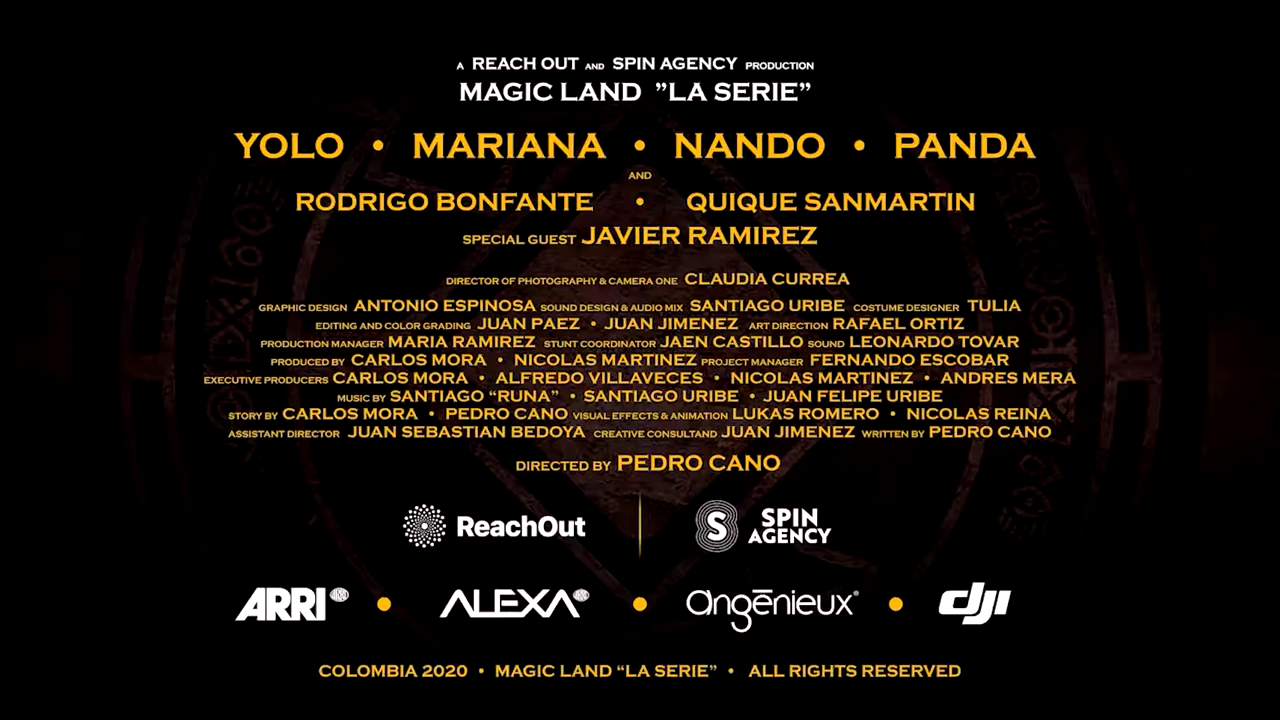 A REACH OUT AND SPIN AGENCY PRODUCTION
MAGIC LAND ”LA SERIE”
YOLO • MARIANA • NANDO • PANDA
AND
RODRIGO BONFANTE • QUIQUE SANMARTIN
SPECIAL GUEST JAVIER RAMIREZ
DIRECTOR OF PHOTOGRAPHY & CAMERA ONE CLAUDIA CURREA
GRAPHIC DESIGN ANTONIO ESPINOSA SOUND DESIGN & AUDIO MIX SANTIAGO URIBE COSTUME DESIGNER TULIA
EDITING AND COLOR GRADING JUAN PAEZ • JUAN JIMENEZ ART DIRECTION RAFAEL ORTIZ
PRODUCTION MANAGER MARIA RAMIREZ STUNT COORDINATOR JAEN CASTILLO SOUND LEONARDO TOVAR
PRODUCED BY CARLOS MORA • NICOLAS MARTINEZ PROJECT MANAGER FERNANDO ESCOBAR
EXECUTIVE PRODUCERS CARLOS MORA • ALFREDO VILLAVECES • NICOLAS MARTINEZ • ANDRES MERA
MUSIC BY SANTIAGO “RUNA” • SANTIAGO URIBE • JUAN FELIPE URIBE
STORY BY CARLOS MORA • PEDRO CANO VISUAL EFFECTS & ANIMATION LUKAS ROMERO • NICOLAS REINA
ASSISTANT DIRECTOR JUAN SEBASTIAN BEDOYA CREATIVE CONSULTAND JUAN JIMENEZ WRITTEN BY PEDRO CANO
DIRECTED BY PEDRO CANO
ReachOut
S SPIN
AGENCY
ARRI • ALEXA • angēnieux® • dji
COLOMBIA 2020 • MAGIC LAND “LA SERIE” • ALL RIGHTS RESERVED